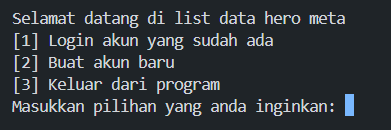 Selamat datang di list data hero meta
[1] Login akun yang sudah ada
[2] Buat akun baru
[3] Keluar dari program
Masukkan pilihan yang anda inginkan: